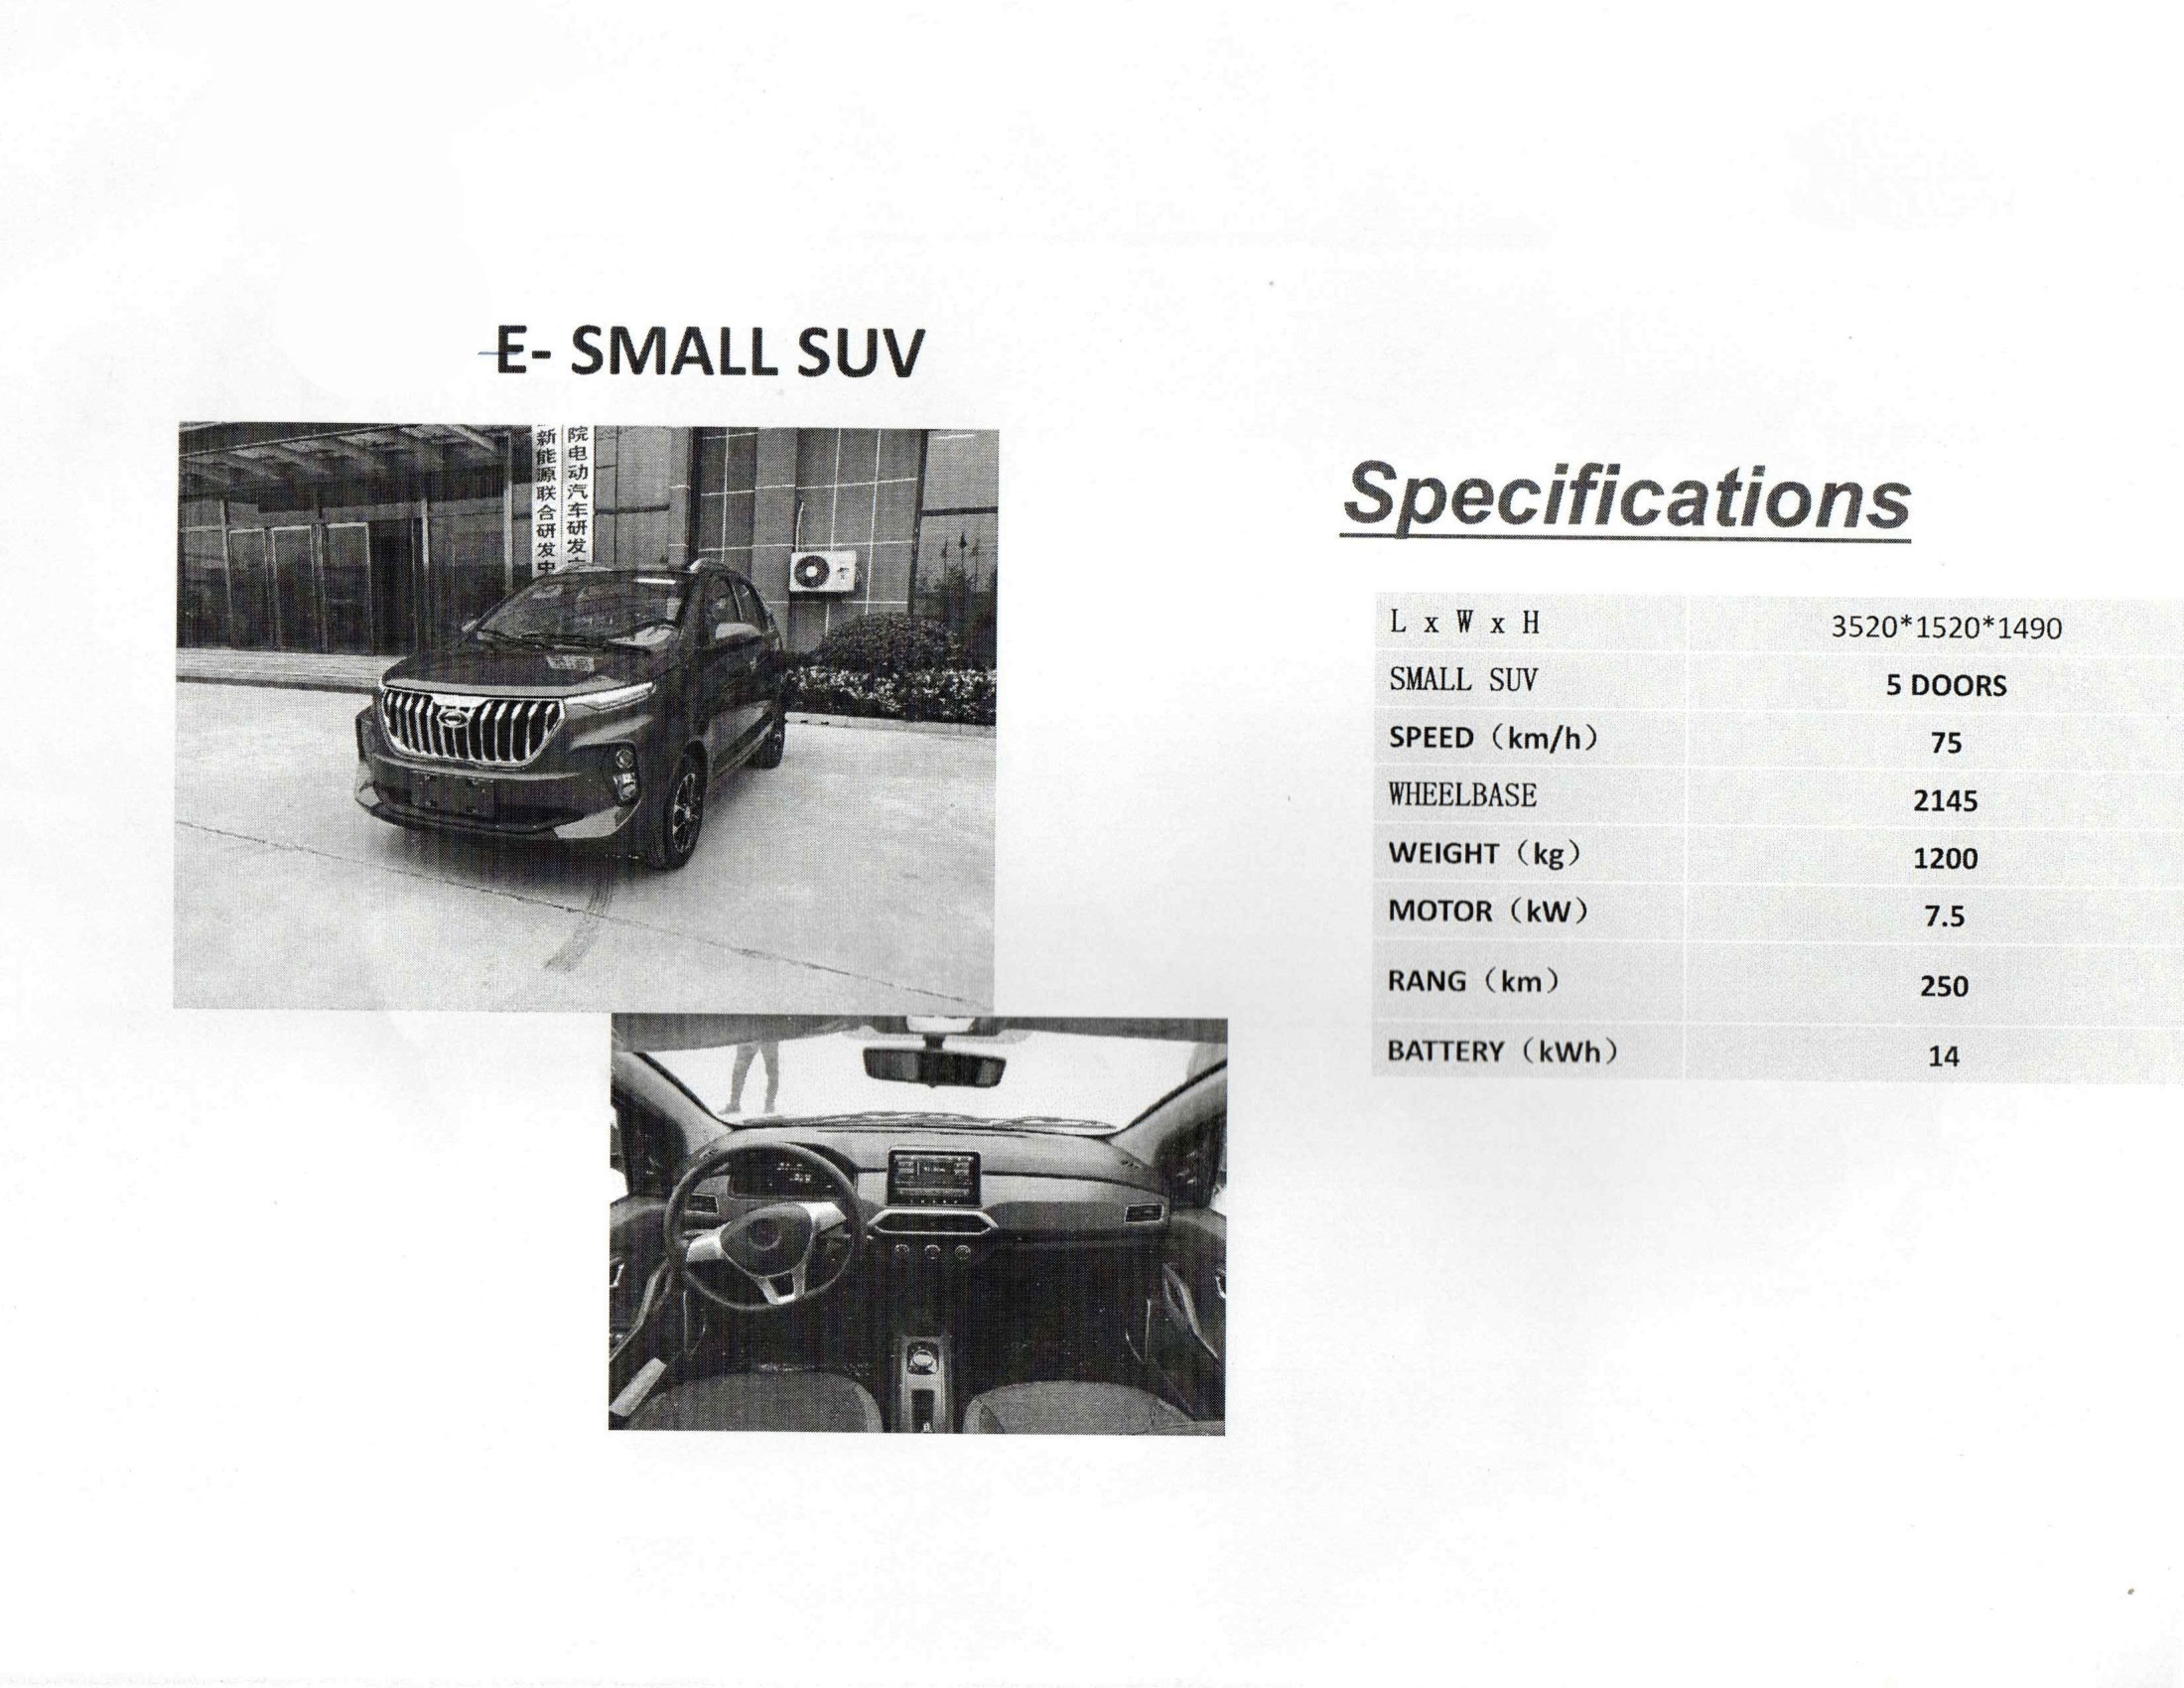 E- SMALL SUV
新能源联合研发中
院电动汽车研发
Specifications
L x W x H 3520*1520*1490
SMALL SUV 5 DOORS
SPEED（km/h） 75
WHEELBASE 2145
WEIGHT（kg） 1200
MOTOR（kW） 7.5
RANG（km） 250
BATTERY（kWh） 14